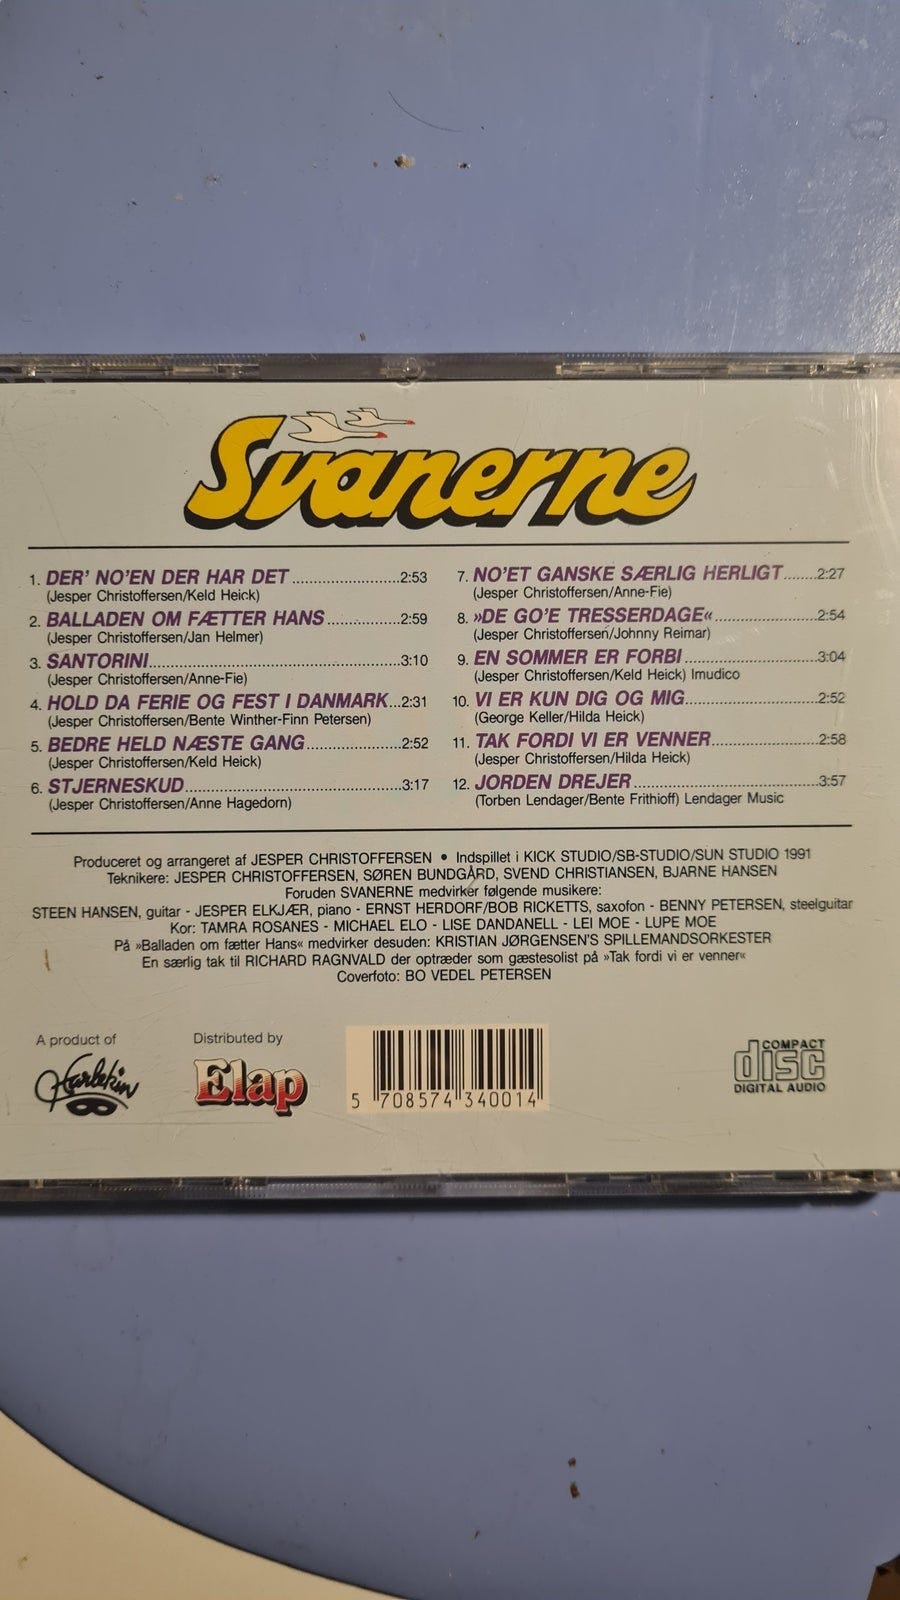 Svanerne
1. DER' NO'EN DER HAR DET ........................2:53
(Jesper Christoffersen/Keld Heick)
2. BALLADEN OM FÆTTER HANS ................2:59
(Jesper Christoffersen/Jan Helmer)
3. SANTORINI................................................................3:10
(Jesper Christoffersen/Anne-Fie)
4. HOLD DA FERIE OG FEST I DANMARK...2:31
(Jesper Christoffersen/Bente Winther-Finn Petersen)
5. BEDRE HELD NÆSTE GANG............................2:52
(Jesper Christoffersen/Keld Heick)
6. STJERNESKUD..................................................3:17
(Jesper Christoffersen/Anne Hagedorn)
7. NO'ET GANSKE SÆRLIG HERLIGT.......2:27
(Jesper Christoffersen/Anne-Fie)
8. »DE GO'E TRESSERDAGE« ........................2:54
(Jesper Christoffersen/Johnny Reimar)
9. EN SOMMER ER FORBI ..............................3:04
(Jesper Christoffersen/Keld Heick) Imudico
10. VI ER KUN DIG OG MIG..............................2:52
(George Keller/Hilda Heick)
11. TAK FORDI VI ER VENNER........................2:58
(Jesper Christoffersen/Hilda Heick)
12. JORDEN DREJER ..........................................3:57
(Torben Lendager/Bente Frithioff) Lendager Music
Produceret og arrangeret af JESPER CHRISTOFFERSEN • Indspillet i KICK STUDIO/SB-STUDIO/SUN STUDIO 1991
Teknikere: JESPER CHRISTOFFERSEN, SØREN BUNDGÅRD, SVEND CHRISTIANSEN, BJARNE HANSEN
Foruden SVANERNE medvirker følgende musikere:
STEEN HANSEN, guitar - JESPER ELKJÆR, piano - ERNST HERDORF/BOB RICKETTS, saxofon - BENNY PETERSEN, steelguitar
Kor: TAMRA ROSANES - MICHAEL ELO - LISE DANDANELL - LEI MOE - LUPE MOE
På »Balladen om fætter Hans« medvirker desuden: KRISTIAN JØRGENSEN'S SPILLEMANDSORKESTER
En særlig tak til RICHARD RAGNVALD der optræder som gæstesolist på »Tak fordi vi er venner«
Coverfoto: BO VEDEL PETERSEN
A product of
Harlekin
Distributed by
Elap
5 708574 340014
COMPACT
disc
DIGITAL AUDIO